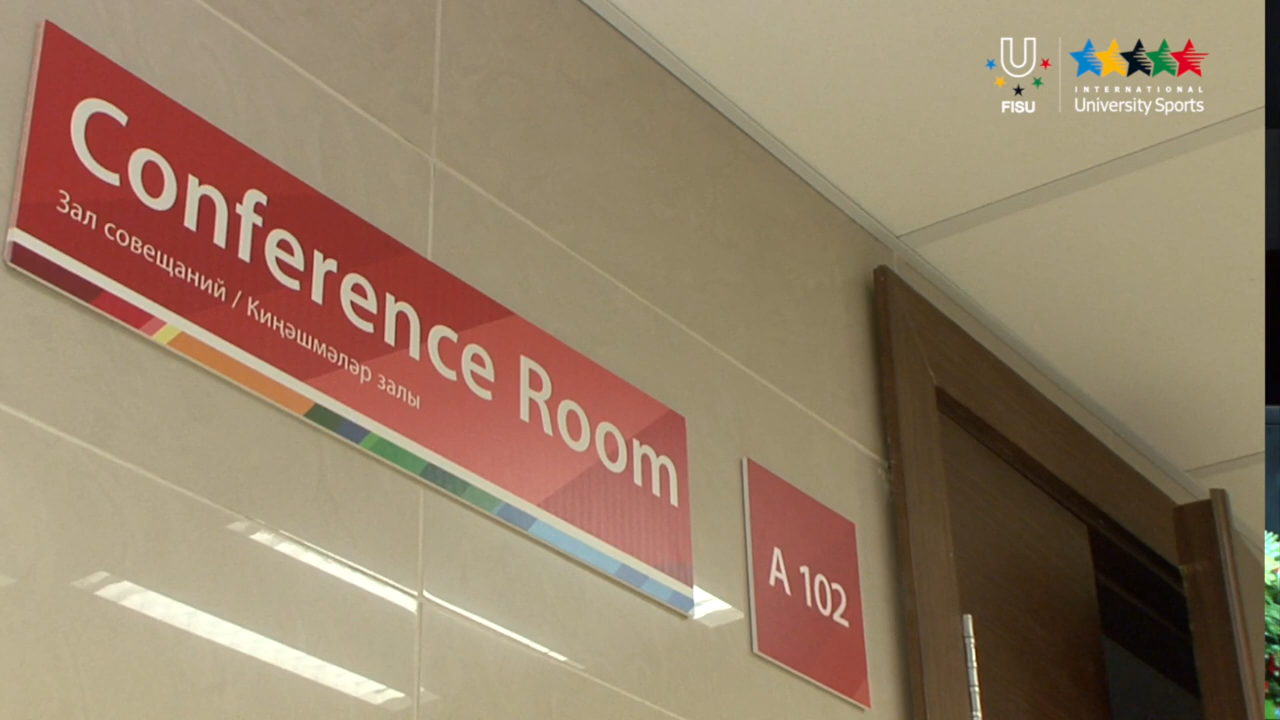 Conference Room
Зал совещаний / Киңәшмәләр залы
A 102
U
FISU
INTERNATIONAL
University Sports